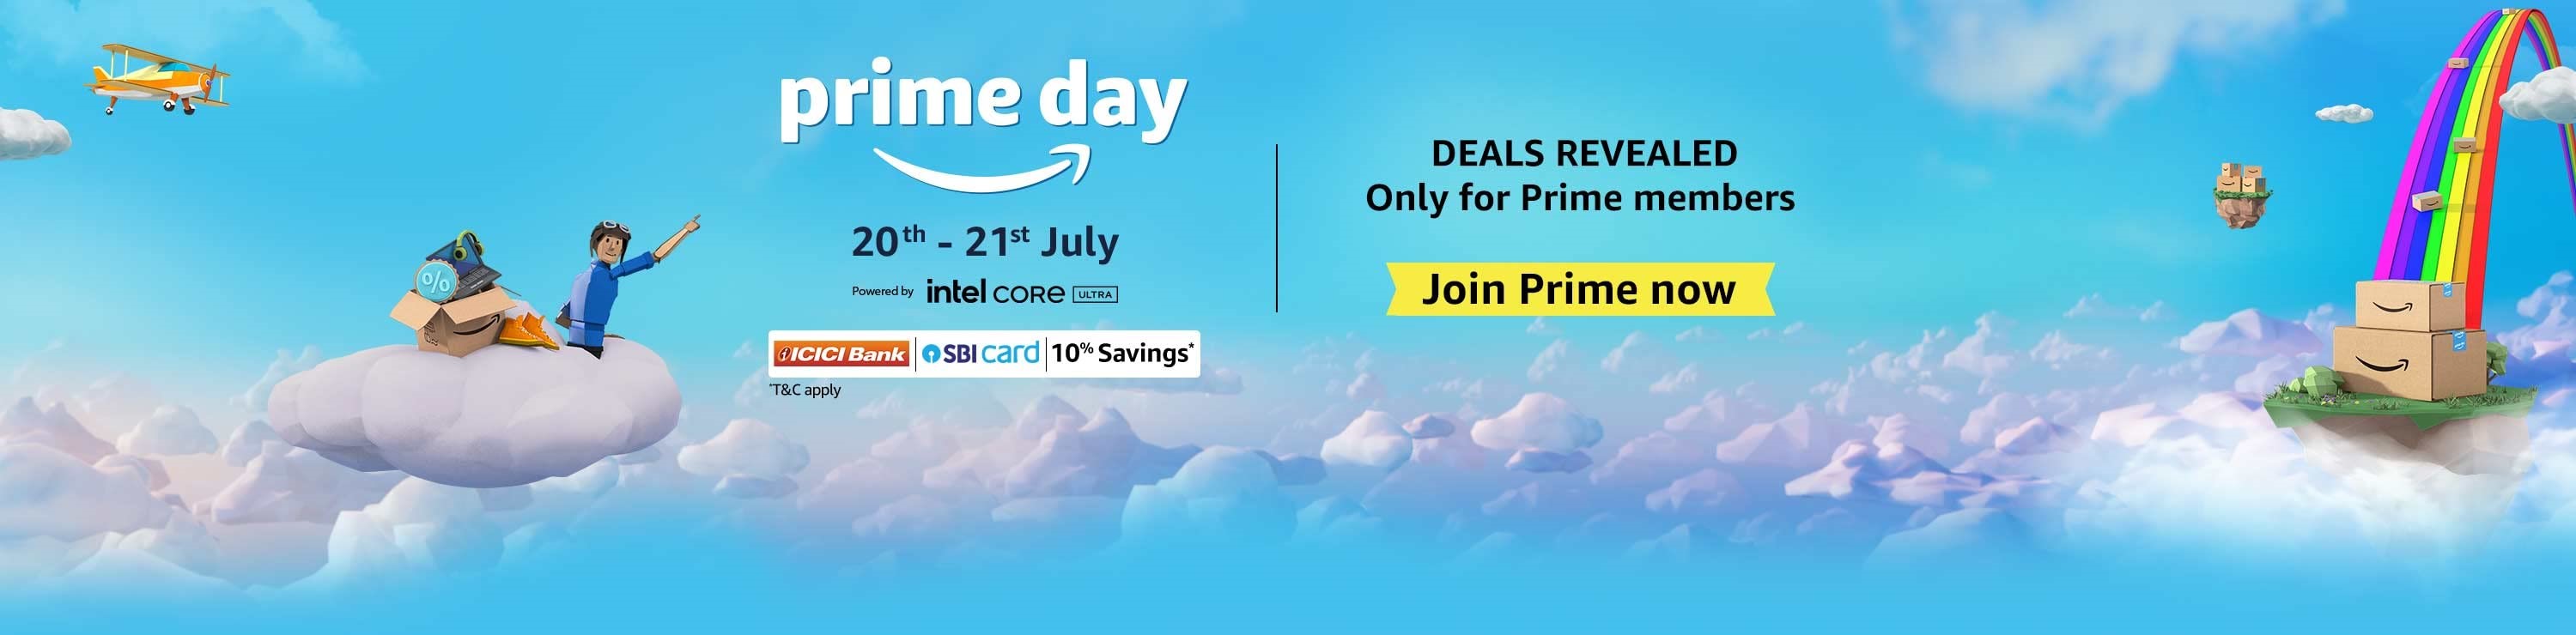 prime day
20th - 21st July
Powered by intel CORE ULTRA
ICICI Bank SBI card 10% Savings*
*T&C apply
DEALS REVEALED
Only for Prime members
Join Prime now
%